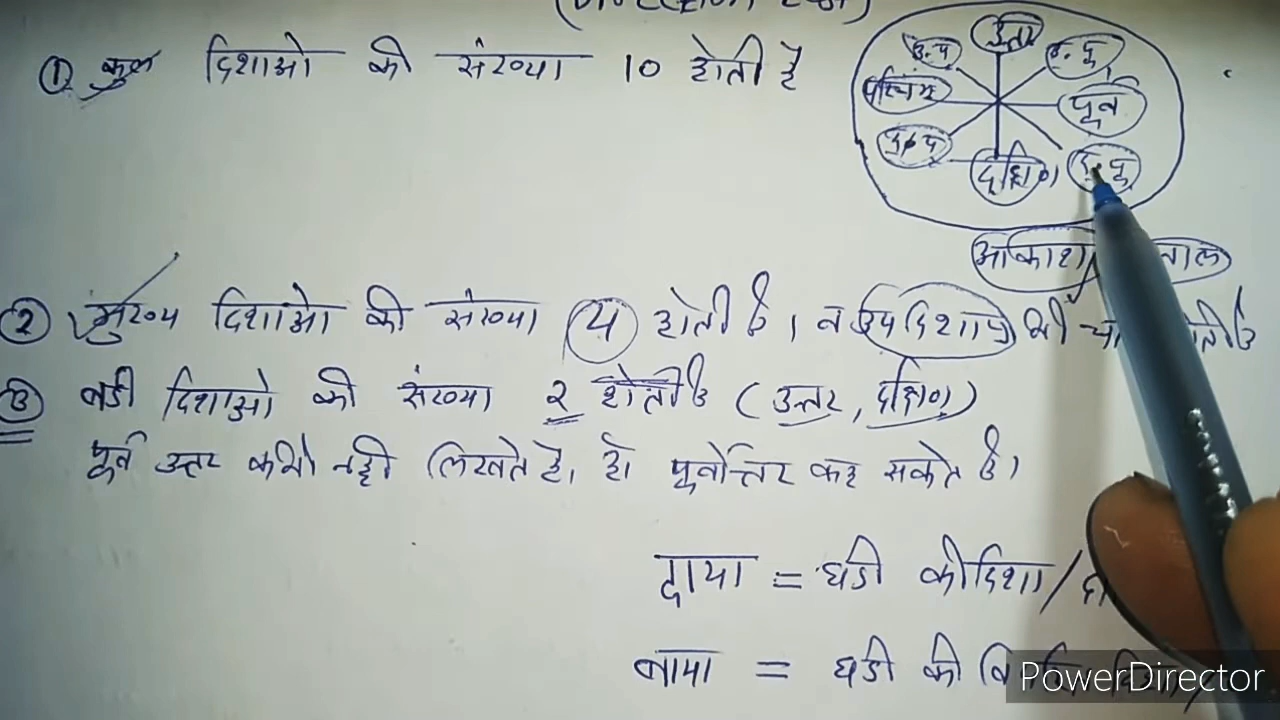 ① कुल दिशाओ की संख्या 10 होती है
उत्तर
उ.प
उ.पु
पश्चिम
पूर्व
दक्षिण
द.पु
आकाश
② मुख्य दिशाओ की संख्या (4) होती है। व उपदिशाए भी
③ बडी दिशाओ की संख्या २ होती है (उत्तर, दक्षिण)
पूर्व उत्तर कभी नही लिखते है। हां पूर्वोत्तर कह सकते है।
दाया = घडी की दिशा/
बाया = घडी की
PowerDirector